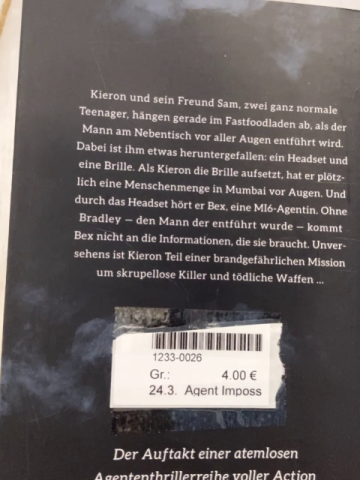 Kieron und sein Freund Sam, zwei ganz normale
Teenager, hängen gerade im Fastfoodladen ab, als der
Mann am Nebentisch vor aller Augen entführt wird.
Dabei ist ihm etwas heruntergefallen: ein Headset und
eine Brille. Als Kieron die Brille aufsetzt, hat er plötz-
lich eine Menschenmenge in Mumbai vor Augen. Und
durch das Headset hört er Bex, eine MI6-Agentin. Ohne
Bradley – den Mann der entführt wurde – kommt
Bex nicht an die Informationen, die sie braucht. Unver-
sehens ist Kieron Teil einer brandgefährlichen Mission
um skrupellose Killer und tödliche Waffen ...
1233-0026
Gr.: 4.00 €
24.3. Agent Imposs
Der Auftakt einer atemlosen
Agententhrillerreihe voller Action